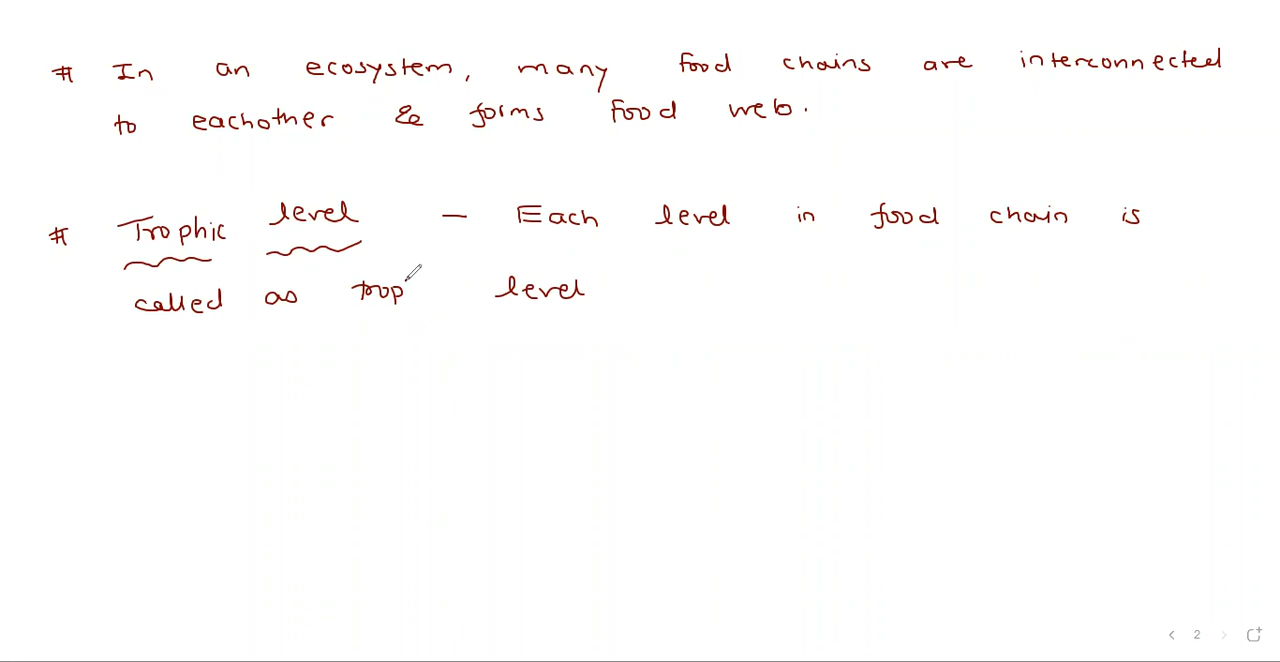 # In an ecosystem, many food chains are interconnected
to eachother & forms food web.
# Trophic level - Each level in food chain is
called as trop level
2